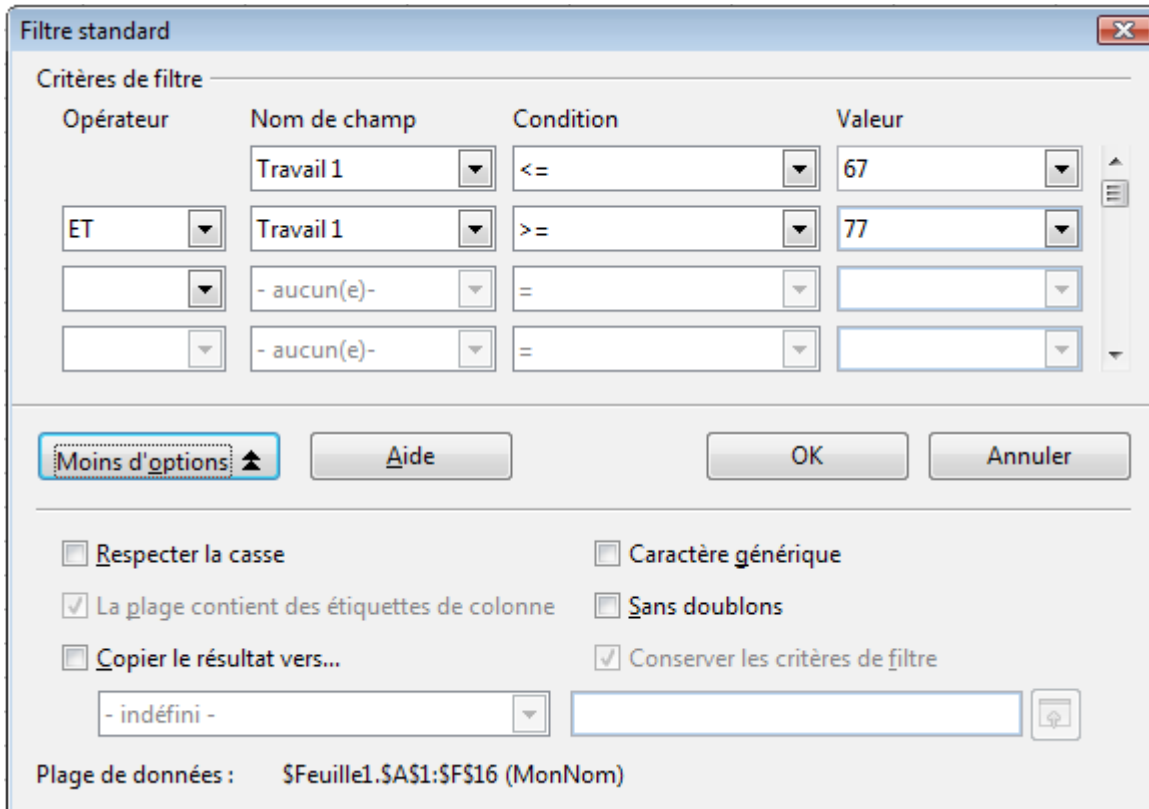 Filtre standard
Critères de filtre
Opérateur Nom de champ Condition Valeur
Travail 1 <= 67
ET Travail 1 >= 77
- aucun(e)- =
- aucun(e)- =
Moins d'options Aide OK Annuler
Respecter la casse Caractère générique
La plage contient des étiquettes de colonne Sans doublons
Copier le résultat vers... Conserver les critères de filtre
- indéfini -
Plage de données : $Feuille1.$A$1:$F$16 (MonNom)